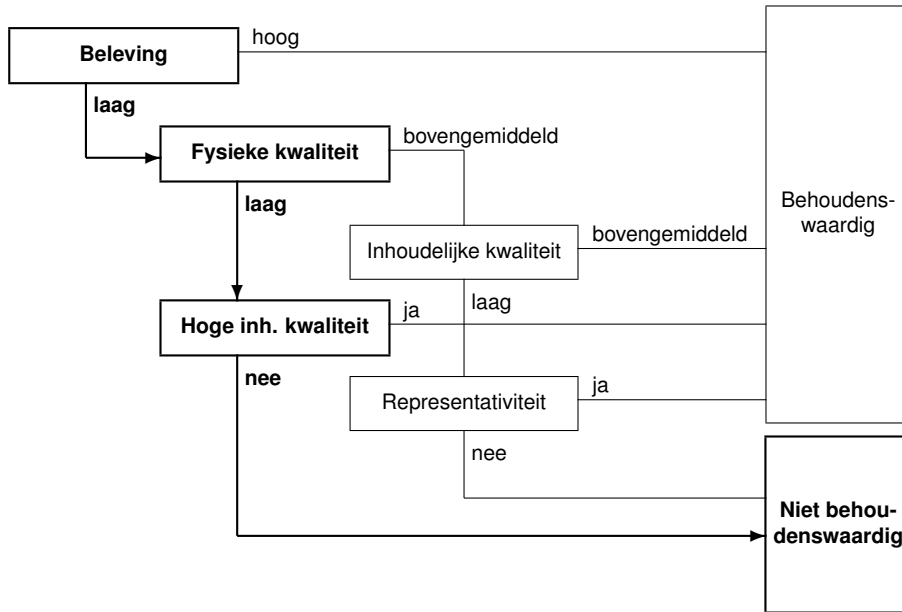 hoog
Beleving
laag
bovengemiddeld
Fysieke kwaliteit
laag
Behoudens-
waardig
bovengemiddeld
Inhoudelijke kwaliteit
laag
ja
Hoge inh. kwaliteit
nee
ja
Representativiteit
nee
Niet behou-
denswaardig